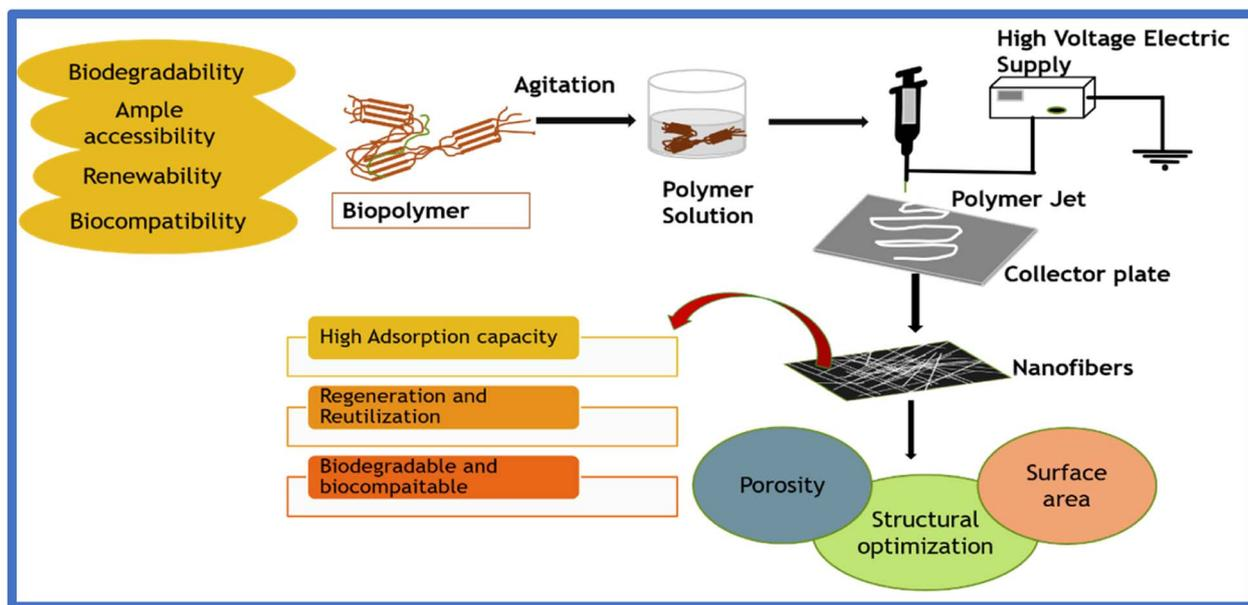 Biodegradability
Ample
accessibility
Renewability
Biocompatibility
Biopolymer
Agitation
Polymer
Solution
High Voltage Electric
Supply
Polymer Jet
Collector plate
Nanofibers
High Adsorption capacity
Regeneration and
Reutilization
Biodegradable and
biocompaitable
Porosity
Structural
optimization
Surface
area